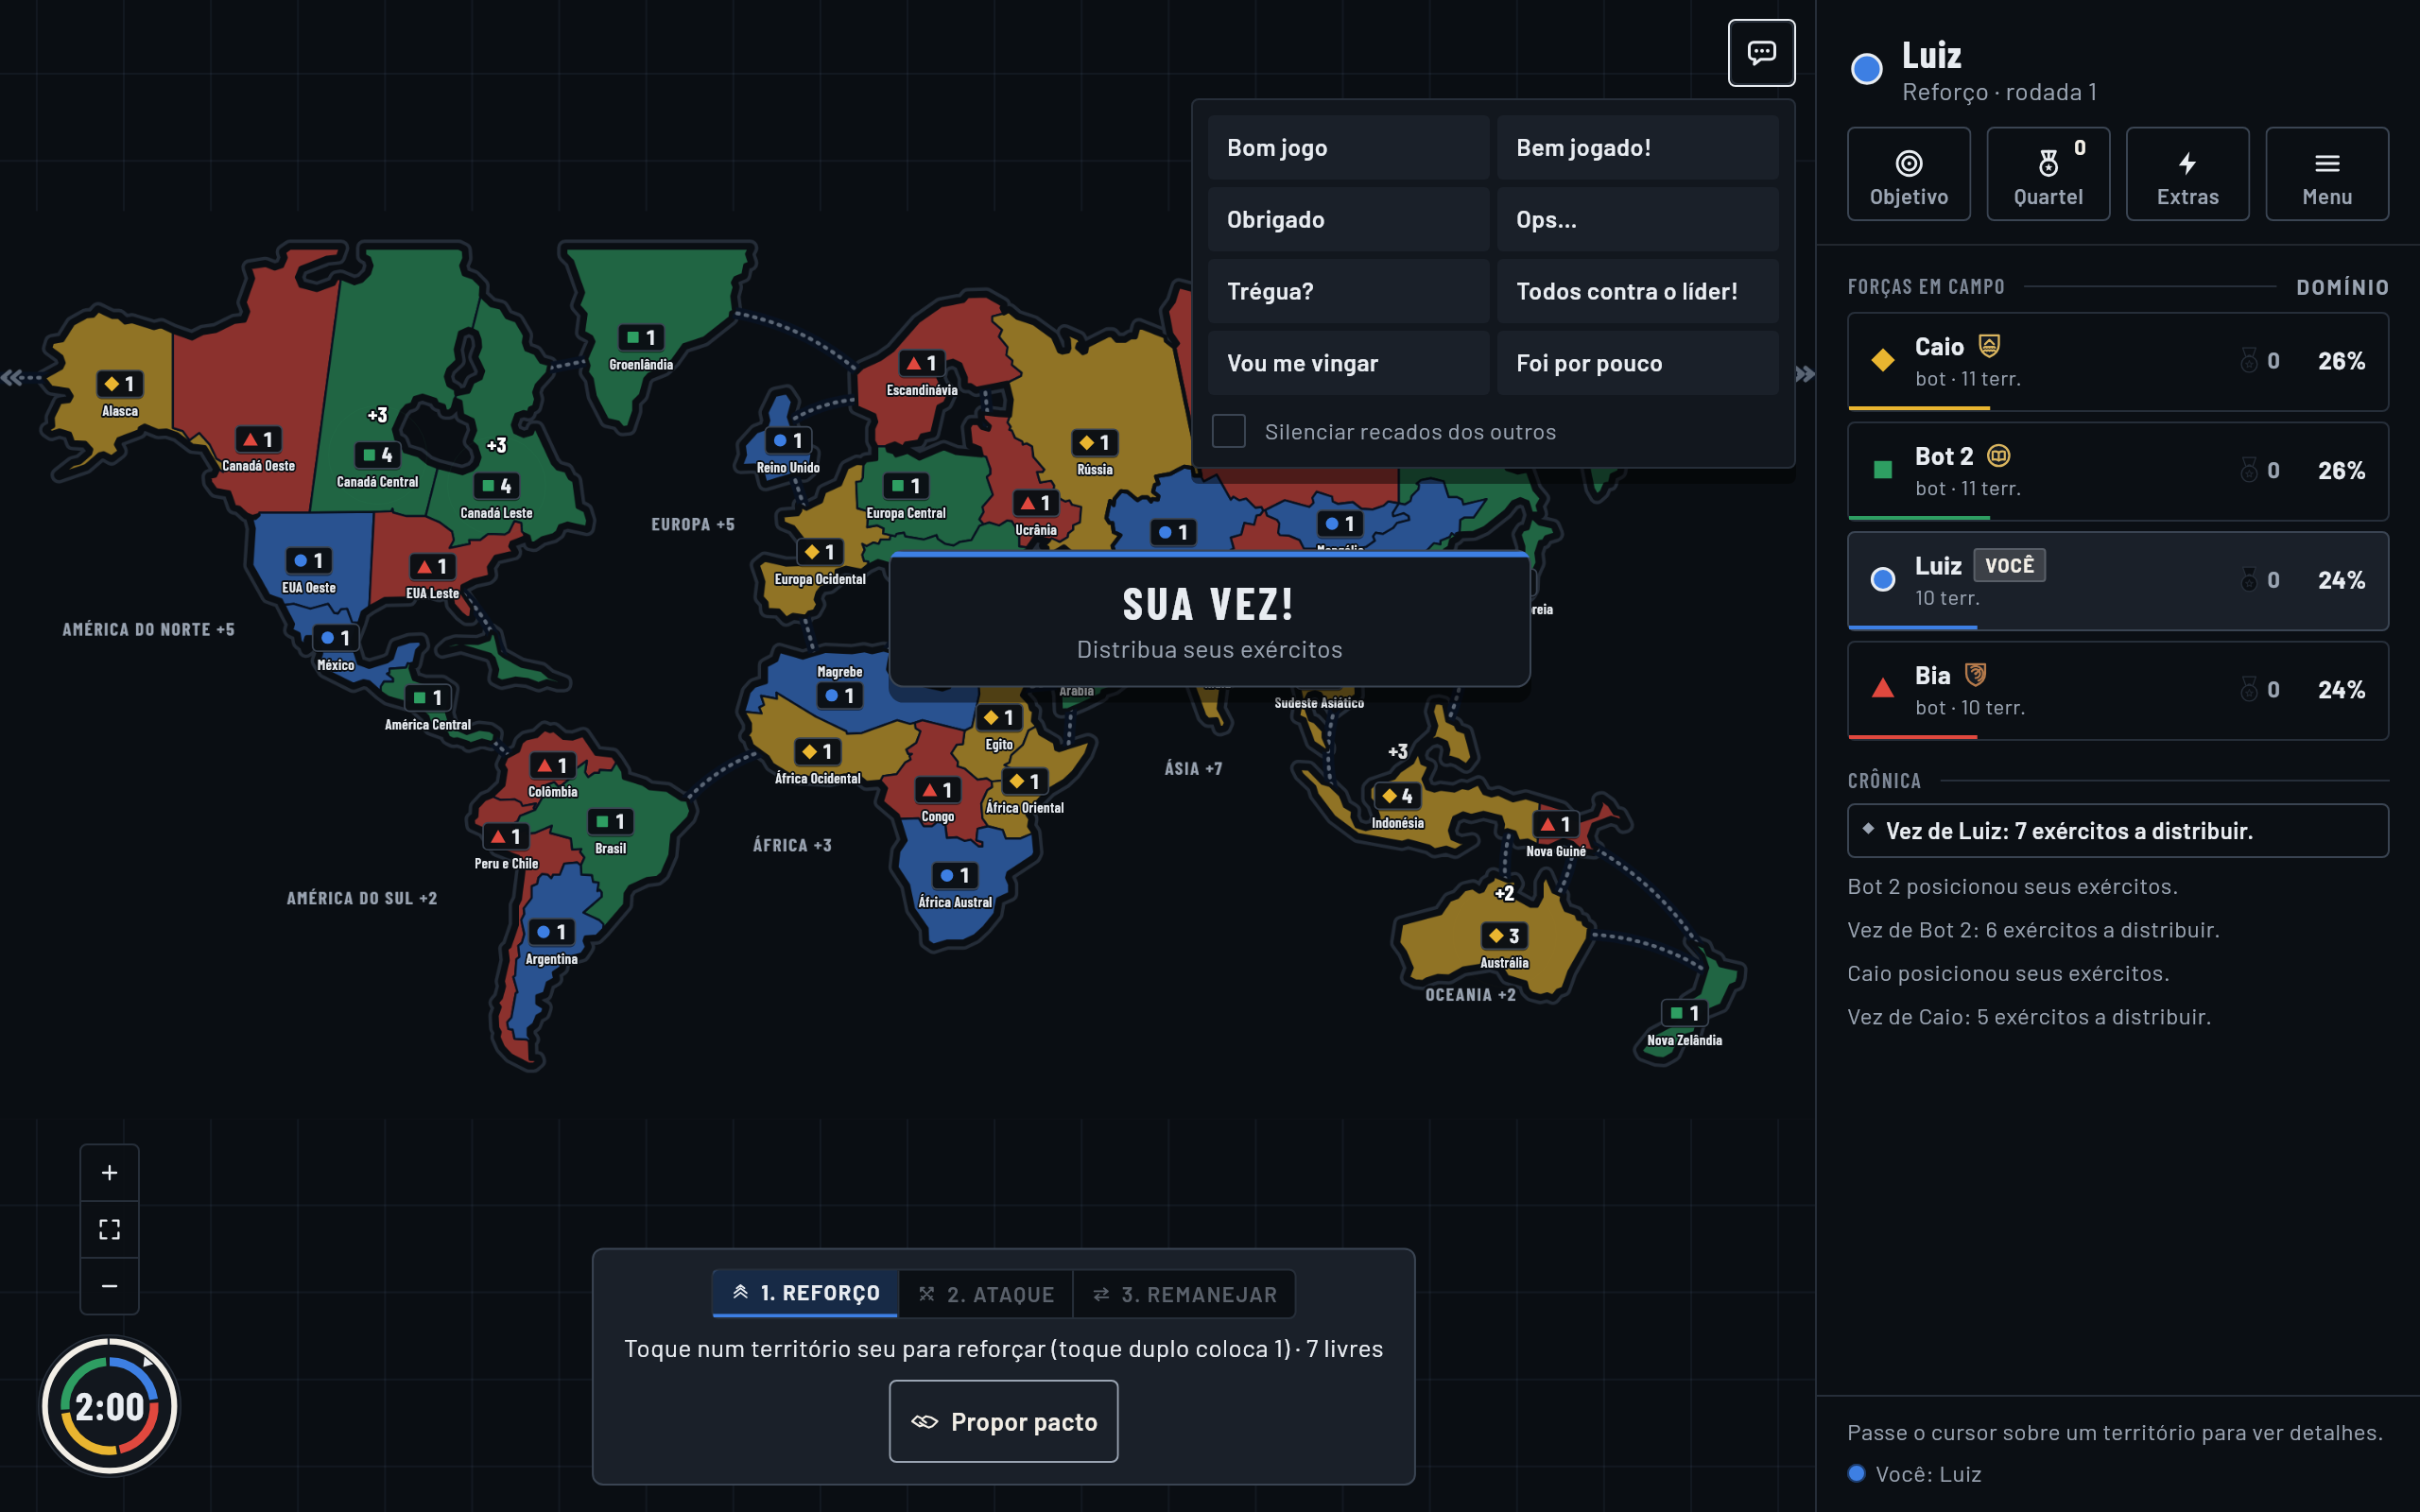 Luiz
Reforço · rodada 1
Objetivo
0
Quartel
Extras
Menu
Bom jogo
Bem jogado!
Obrigado
Ops...
Trégua?
Todos contra o líder!
Vou me vingar
Foi por pouco
Silenciar recados dos outros
FORÇAS EM CAMPO
DOMÍNIO
Caio
bot · 11 terr.
0
26%
Bot 2
bot · 11 terr.
0
26%
Luiz VOCÊ
10 terr.
0
24%
Bia
bot · 10 terr.
0
24%
CRÔNICA
Vez de Luiz: 7 exércitos a distribuir.
Bot 2 posicionou seus exércitos.
Vez de Bot 2: 6 exércitos a distribuir.
Caio posicionou seus exércitos.
Vez de Caio: 5 exércitos a distribuir.
Passe o cursor sobre um território para ver detalhes.
Você: Luiz
1
Alasca
1
Canadá Oeste
+3
4
Canadá Central
+3
4
Canadá Leste
1
Groenlândia
1
EUA Oeste
1
EUA Leste
1
México
1
América Central
AMÉRICA DO NORTE +5
1
Colômbia
1
Peru e Chile
1
Brasil
1
Argentina
AMÉRICA DO SUL +2
EUROPA +5
1
Escandinávia
1
Reino Unido
1
Europa Central
1
Europa Ocidental
1
Ucrânia
1
Rússia
1
1
SUA VEZ!
Distribua seus exércitos
Magrebe
1
1
África Ocidental
1
Egito
1
África Oriental
1
Congo
1
África Austral
ÁFRICA +3
Arábia
Sudeste Asiático
ÁSIA +7
+3
4
Indonésia
1
Nova Guiné
+2
3
Austrália
OCEANIA +2
1
Nova Zelândia
+
−
2:00
1. REFORÇO
2. ATAQUE
3. REMANEJAR
Toque num território seu para reforçar (toque duplo coloca 1) · 7 livres
Propor pacto